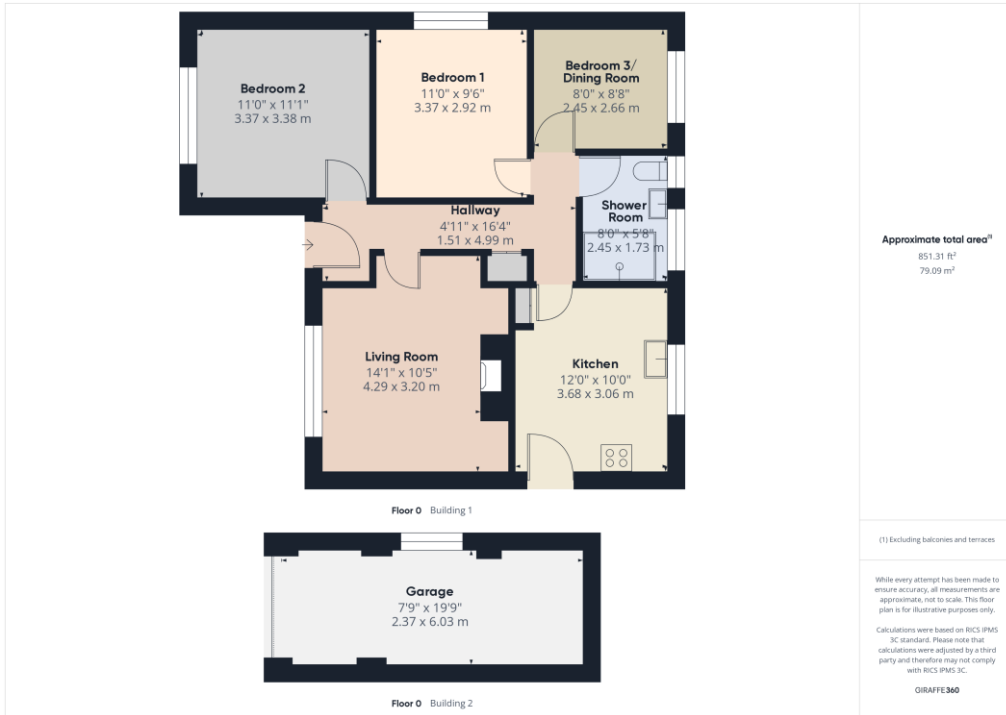 Bedroom 2
11'0" x 11'1"
3.37 x 3.38 m
Bedroom 1
11'0" x 9'6"
3.37 x 2.92 m
Bedroom 3/
Dining Room
8'0" x 8'8"
2.45 x 2.66 m
Hallway
4'11" x 16'4"
1.51 x 4.99 m
Shower
Room
8'0" x 5'8"
2.45 x 1.73 m
Living Room
14'1" x 10'5"
4.29 x 3.20 m
Kitchen
12'0" x 10'0"
3.68 x 3.06 m
Floor 0 Building 1
Garage
7'9" x 19'9"
2.37 x 6.03 m
Floor 0 Building 2
Approximate total area(1)
851.31 ft²
79.09 m²
(1) Excluding balconies and terraces
While every attempt has been made to
ensure accuracy, all measurements are
approximate, not to scale. This floor
plan is for illustrative purposes only.
Calculations were based on RICS IPMS
3C standard. Please note that
calculations were adjusted by a third
party and therefore may not comply
with RICS IPMS 3C.
GIRAFFE360